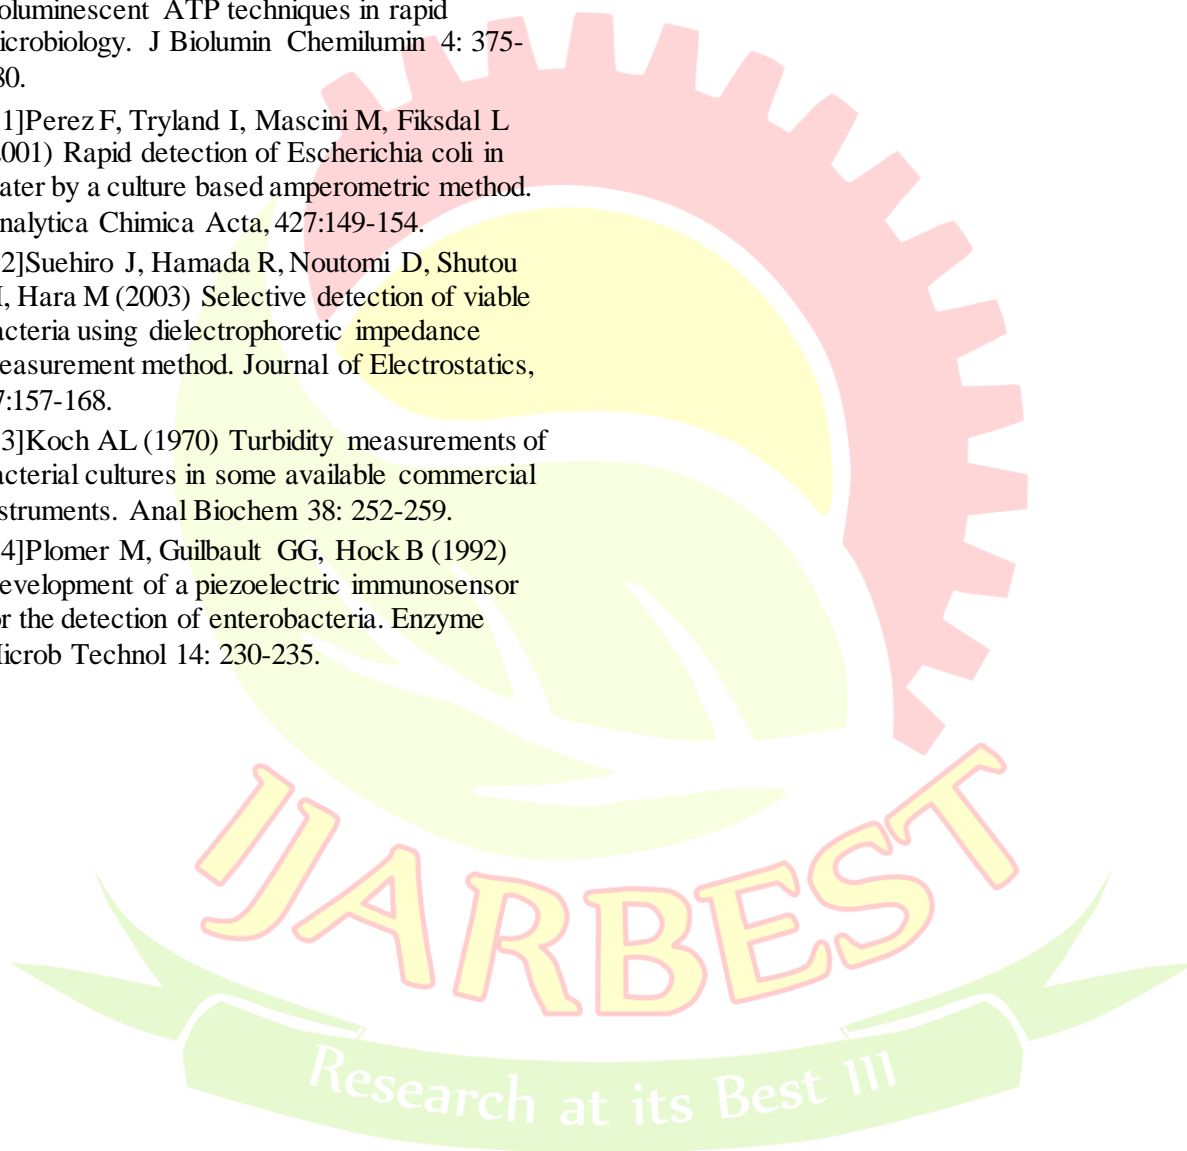 oluminescent ATP techniques in rapid
icrobiology. J Biolumin Chemilumin 4: 375-
80.
1]Perez F, Tryland I, Mascini M, Fiksdal L
2001) Rapid detection of Escherichia coli in
ater by a culture based amperometric method.
nalytica Chimica Acta, 427:149-154.
2]Suehiro J, Hamada R, Noutomi D, Shutou
, Hara M (2003) Selective detection of viable
acteria using dielectrophoretic impedance
easurement method. Journal of Electrostatics,
7:157-168.
3]Koch AL (1970) Turbidity measurements of
acterial cultures in some available commercial
struments. Anal Biochem 38: 252-259.
4]Plomer M, Guilbault GG, Hock B (1992)
evelopment of a piezoelectric immunosensor
or the detection of enterobacteria. Enzyme
icrob Technol 14: 230-235.
IJARBEST
Research at its Best !!!